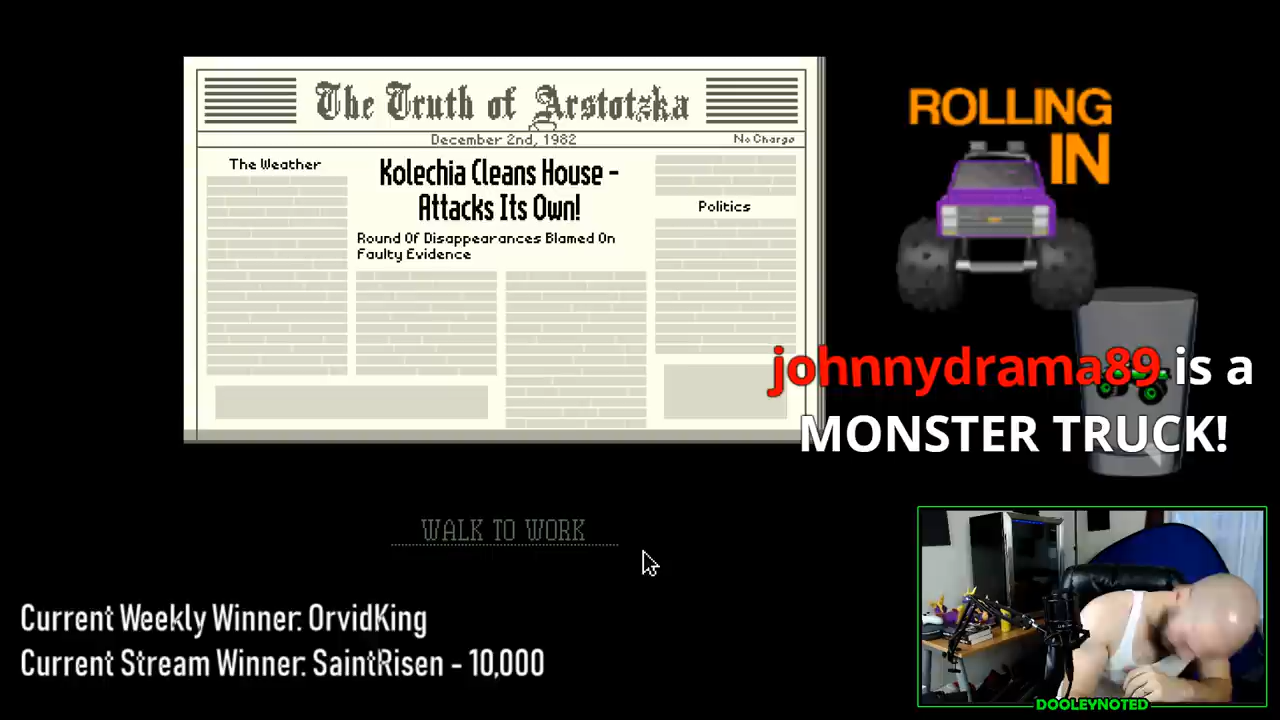 The Truth of Arstotzka
December 2nd, 1982
No Charge
The Weather
Kolechia Cleans House -
Attacks Its Own!
Round Of Disappearances Blamed On
Faulty Evidence
Politics
WALK TO WORK
ROLLING
IN
johnnydrama89 is a
MONSTER TRUCK!
Current Weekly Winner: OrvidKing
Current Stream Winner: SaintRisen - 10,000
DOOLEYNOTED